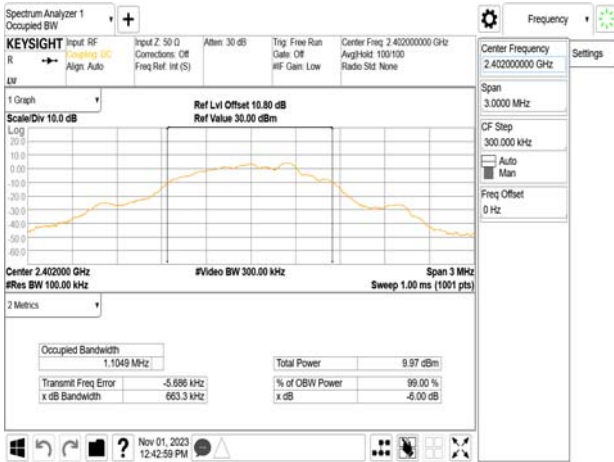 Spectrum Analyzer 1
Occupied BW
Frequency
KEYSIGHT
R
LXI
Input: RF
Coupling: DC
Align: Auto
Input Z: 50 Ω
Corrections: Off
Freq Ref: Int (S)
Atten: 30 dB
Trig: Free Run
Gate: Off
#IF Gain: Low
Center Freq: 2.402000000 GHz
Avg|Hold: 100/100
Radio Std: None
Center Frequency
2.402000000 GHz
Settings
Span
3.0000 MHz
CF Step
300.000 kHz
Auto
Man
Freq Offset
0 Hz
1 Graph
Scale/Div 10.0 dB
Ref Lvl Offset 10.80 dB
Ref Value 30.00 dBm
Log
20.0
10.0
0.00
-10.0
-20.0
-30.0
-40.0
-50.0
-60.0
Center 2.402000 GHz
#Res BW 100.00 kHz
#Video BW 300.00 kHz
Span 3 MHz
Sweep 1.00 ms (1001 pts)
2 Metrics
Occupied Bandwidth
1.1049 MHz
Total Power 9.97 dBm
Transmit Freq Error -5.686 kHz
% of OBW Power 99.00 %
x dB Bandwidth 663.3 kHz
x dB -6.00 dB
Nov 01, 2023
12:42:59 PM